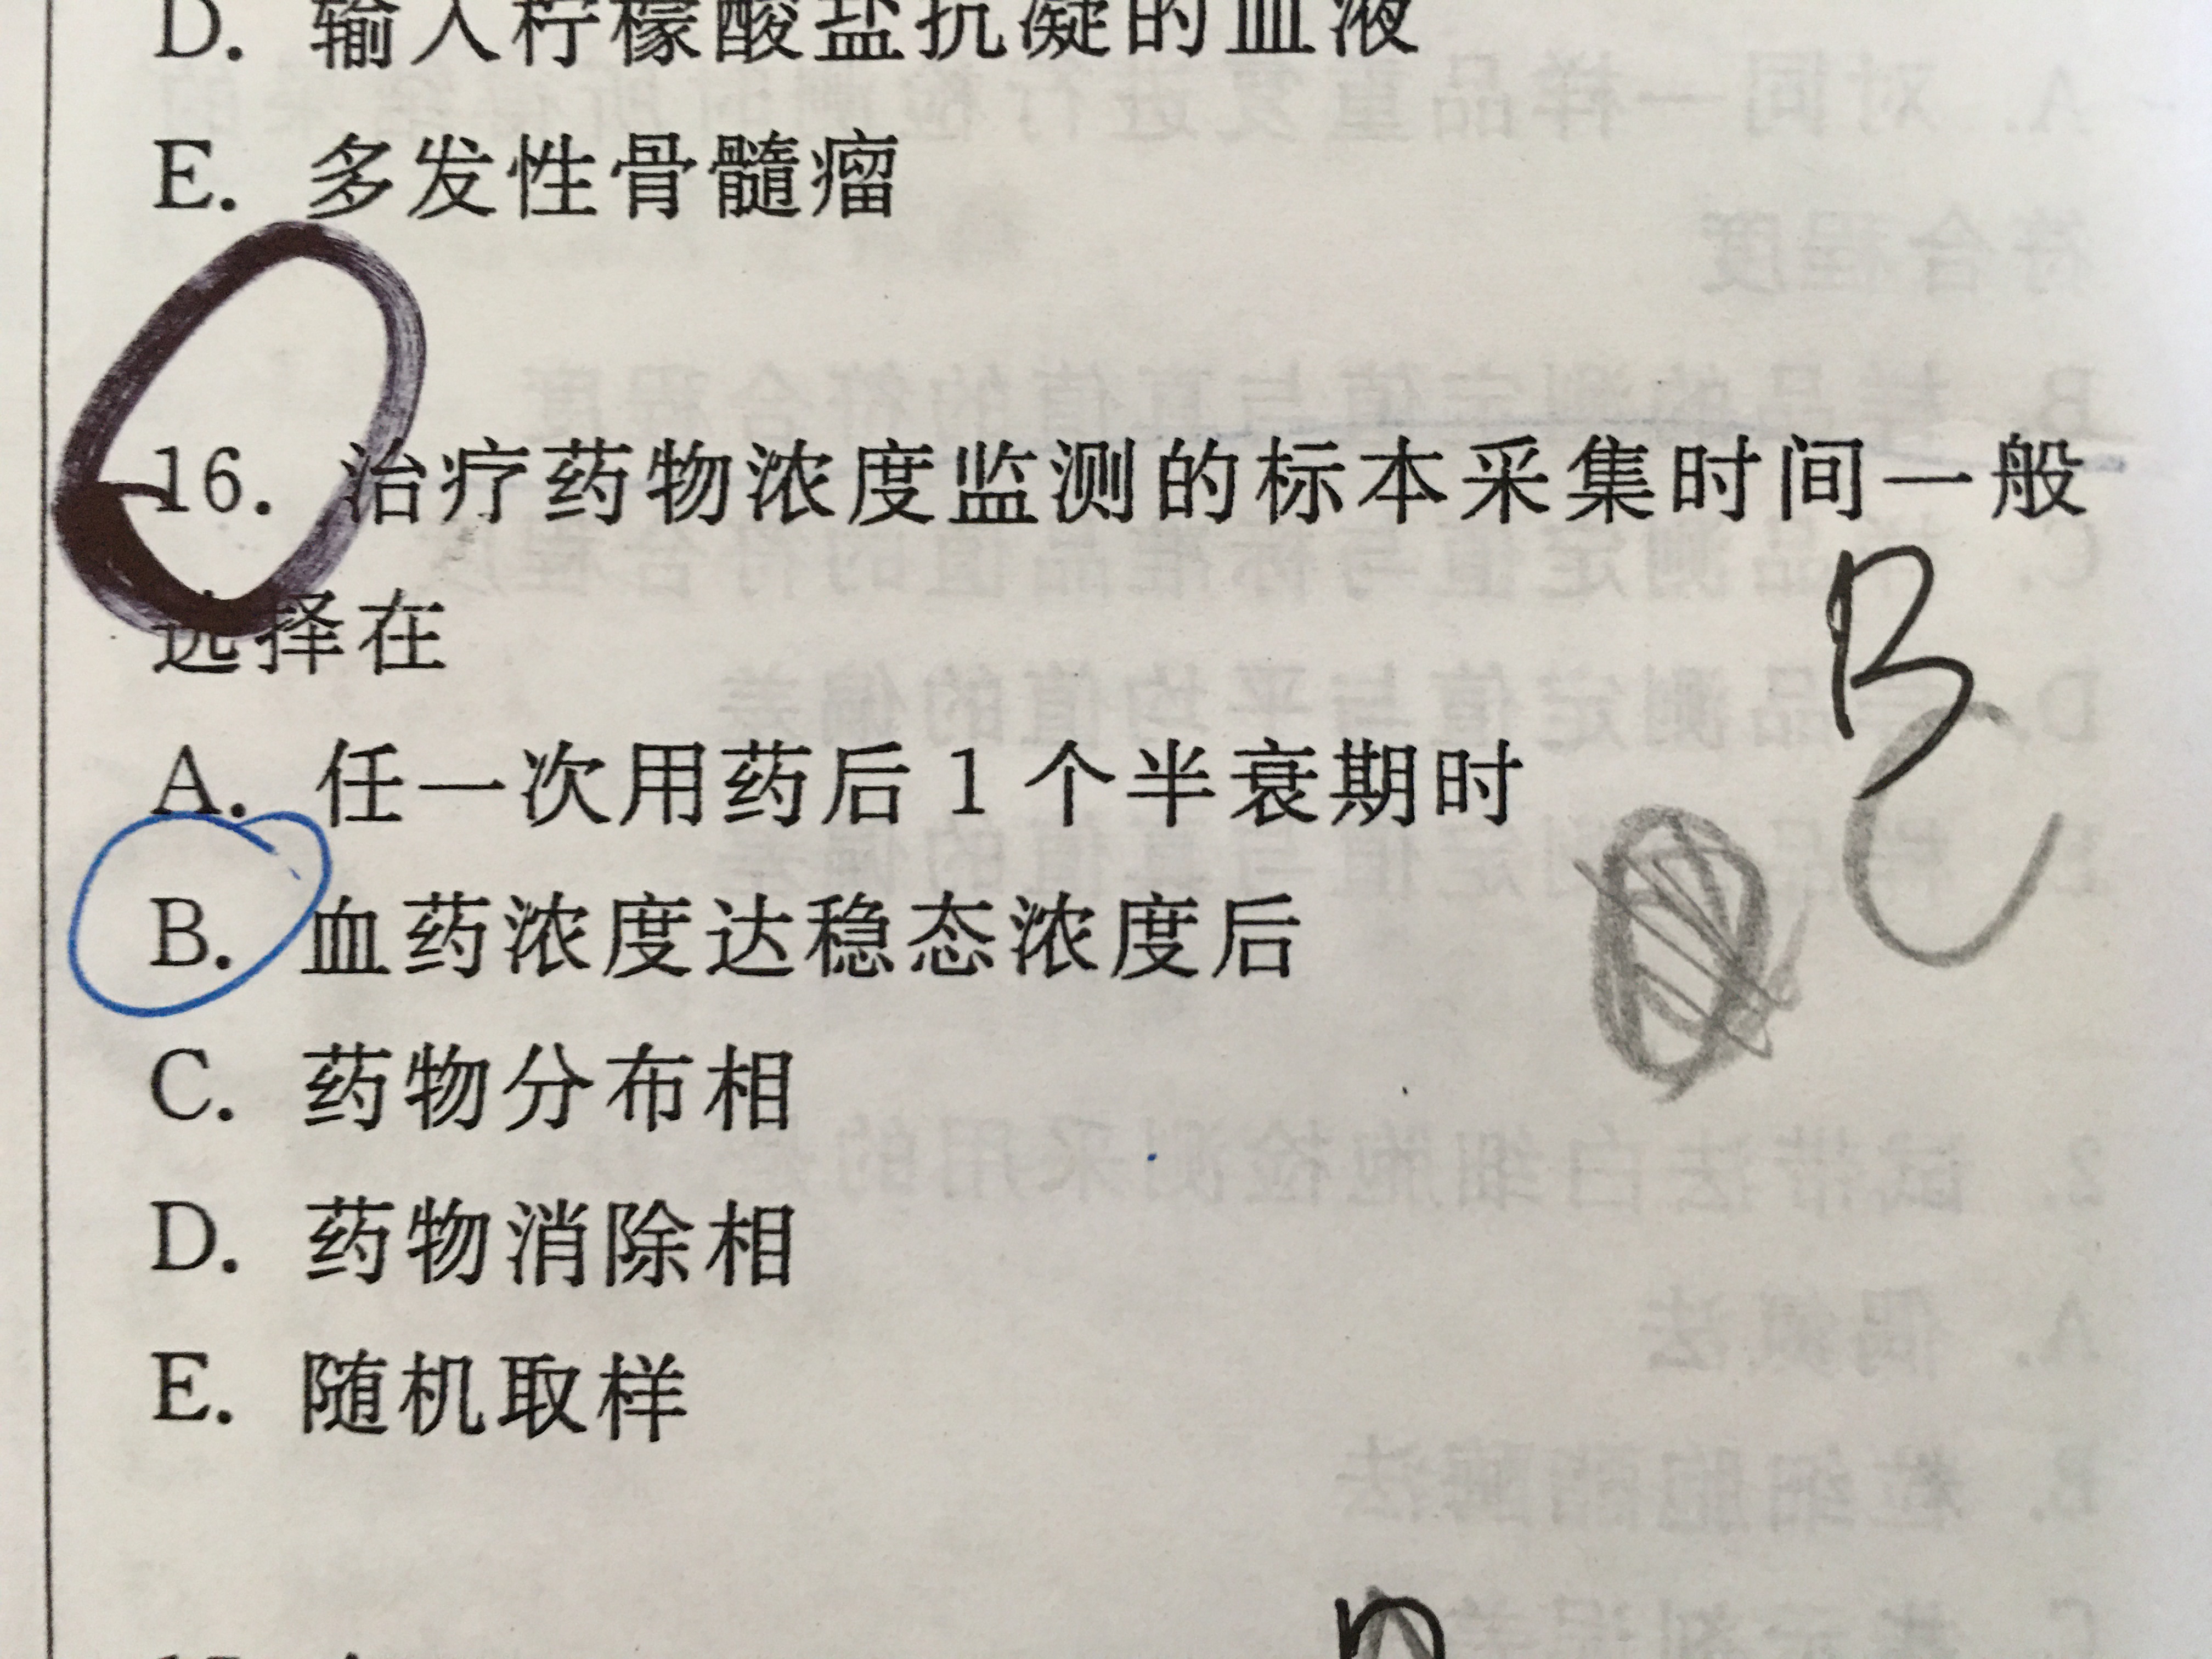 D. 输入柠檬酸盐抗凝的血液
E. 多发性骨髓瘤
16. 治疗药物浓度监测的标本采集时间一般
选择在
A. 任一次用药后 1 个半衰期时
B. 血药浓度达稳态浓度后
C. 药物分布相
D. 药物消除相
E. 随机取样
B
C